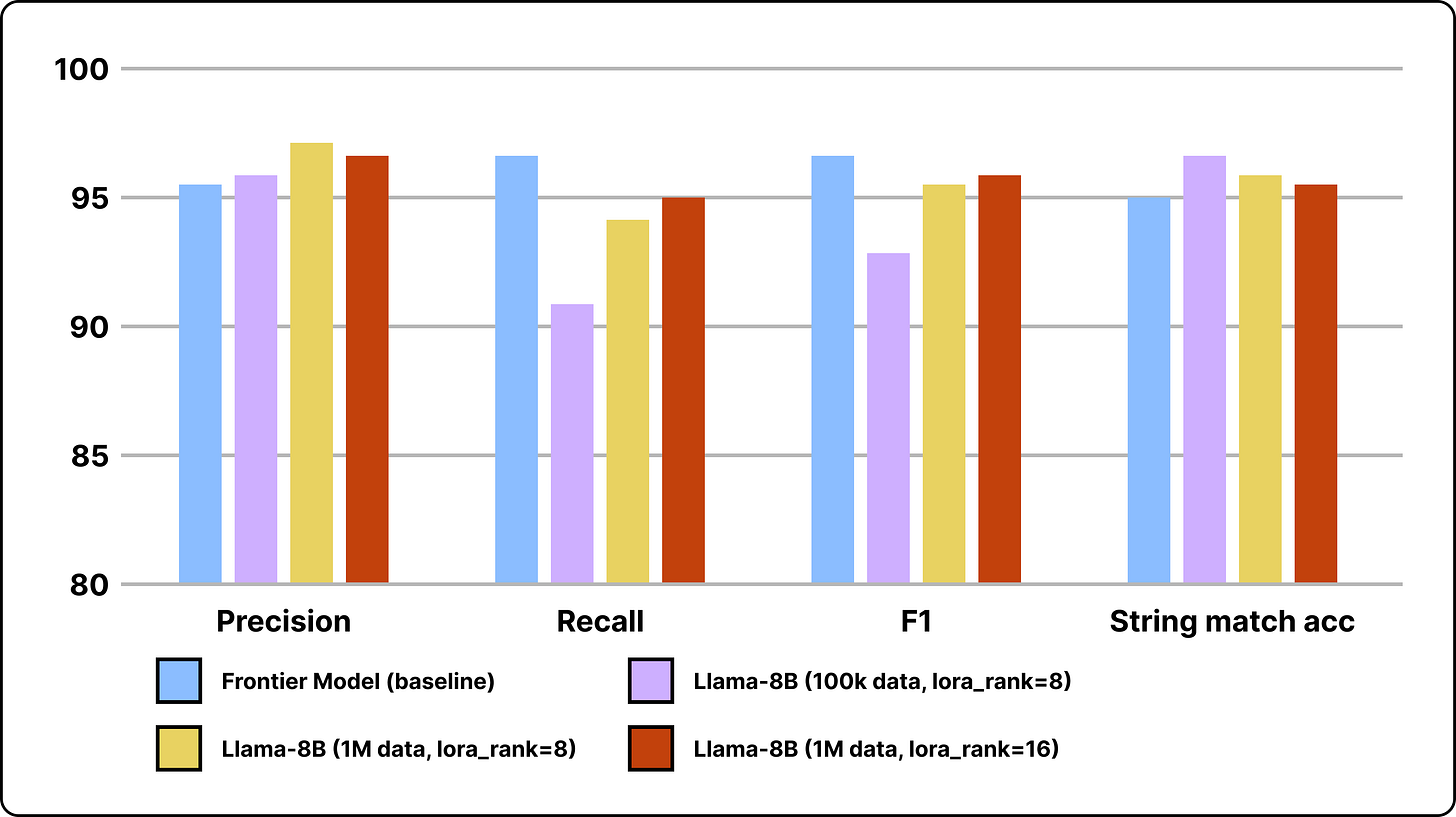 100
95
90
85
80
Precision
Recall
F1
String match acc
Frontier Model (baseline)
Llama-8B (100k data, lora_rank=8)
Llama-8B (1M data, lora_rank=8)
Llama-8B (1M data, lora_rank=16)